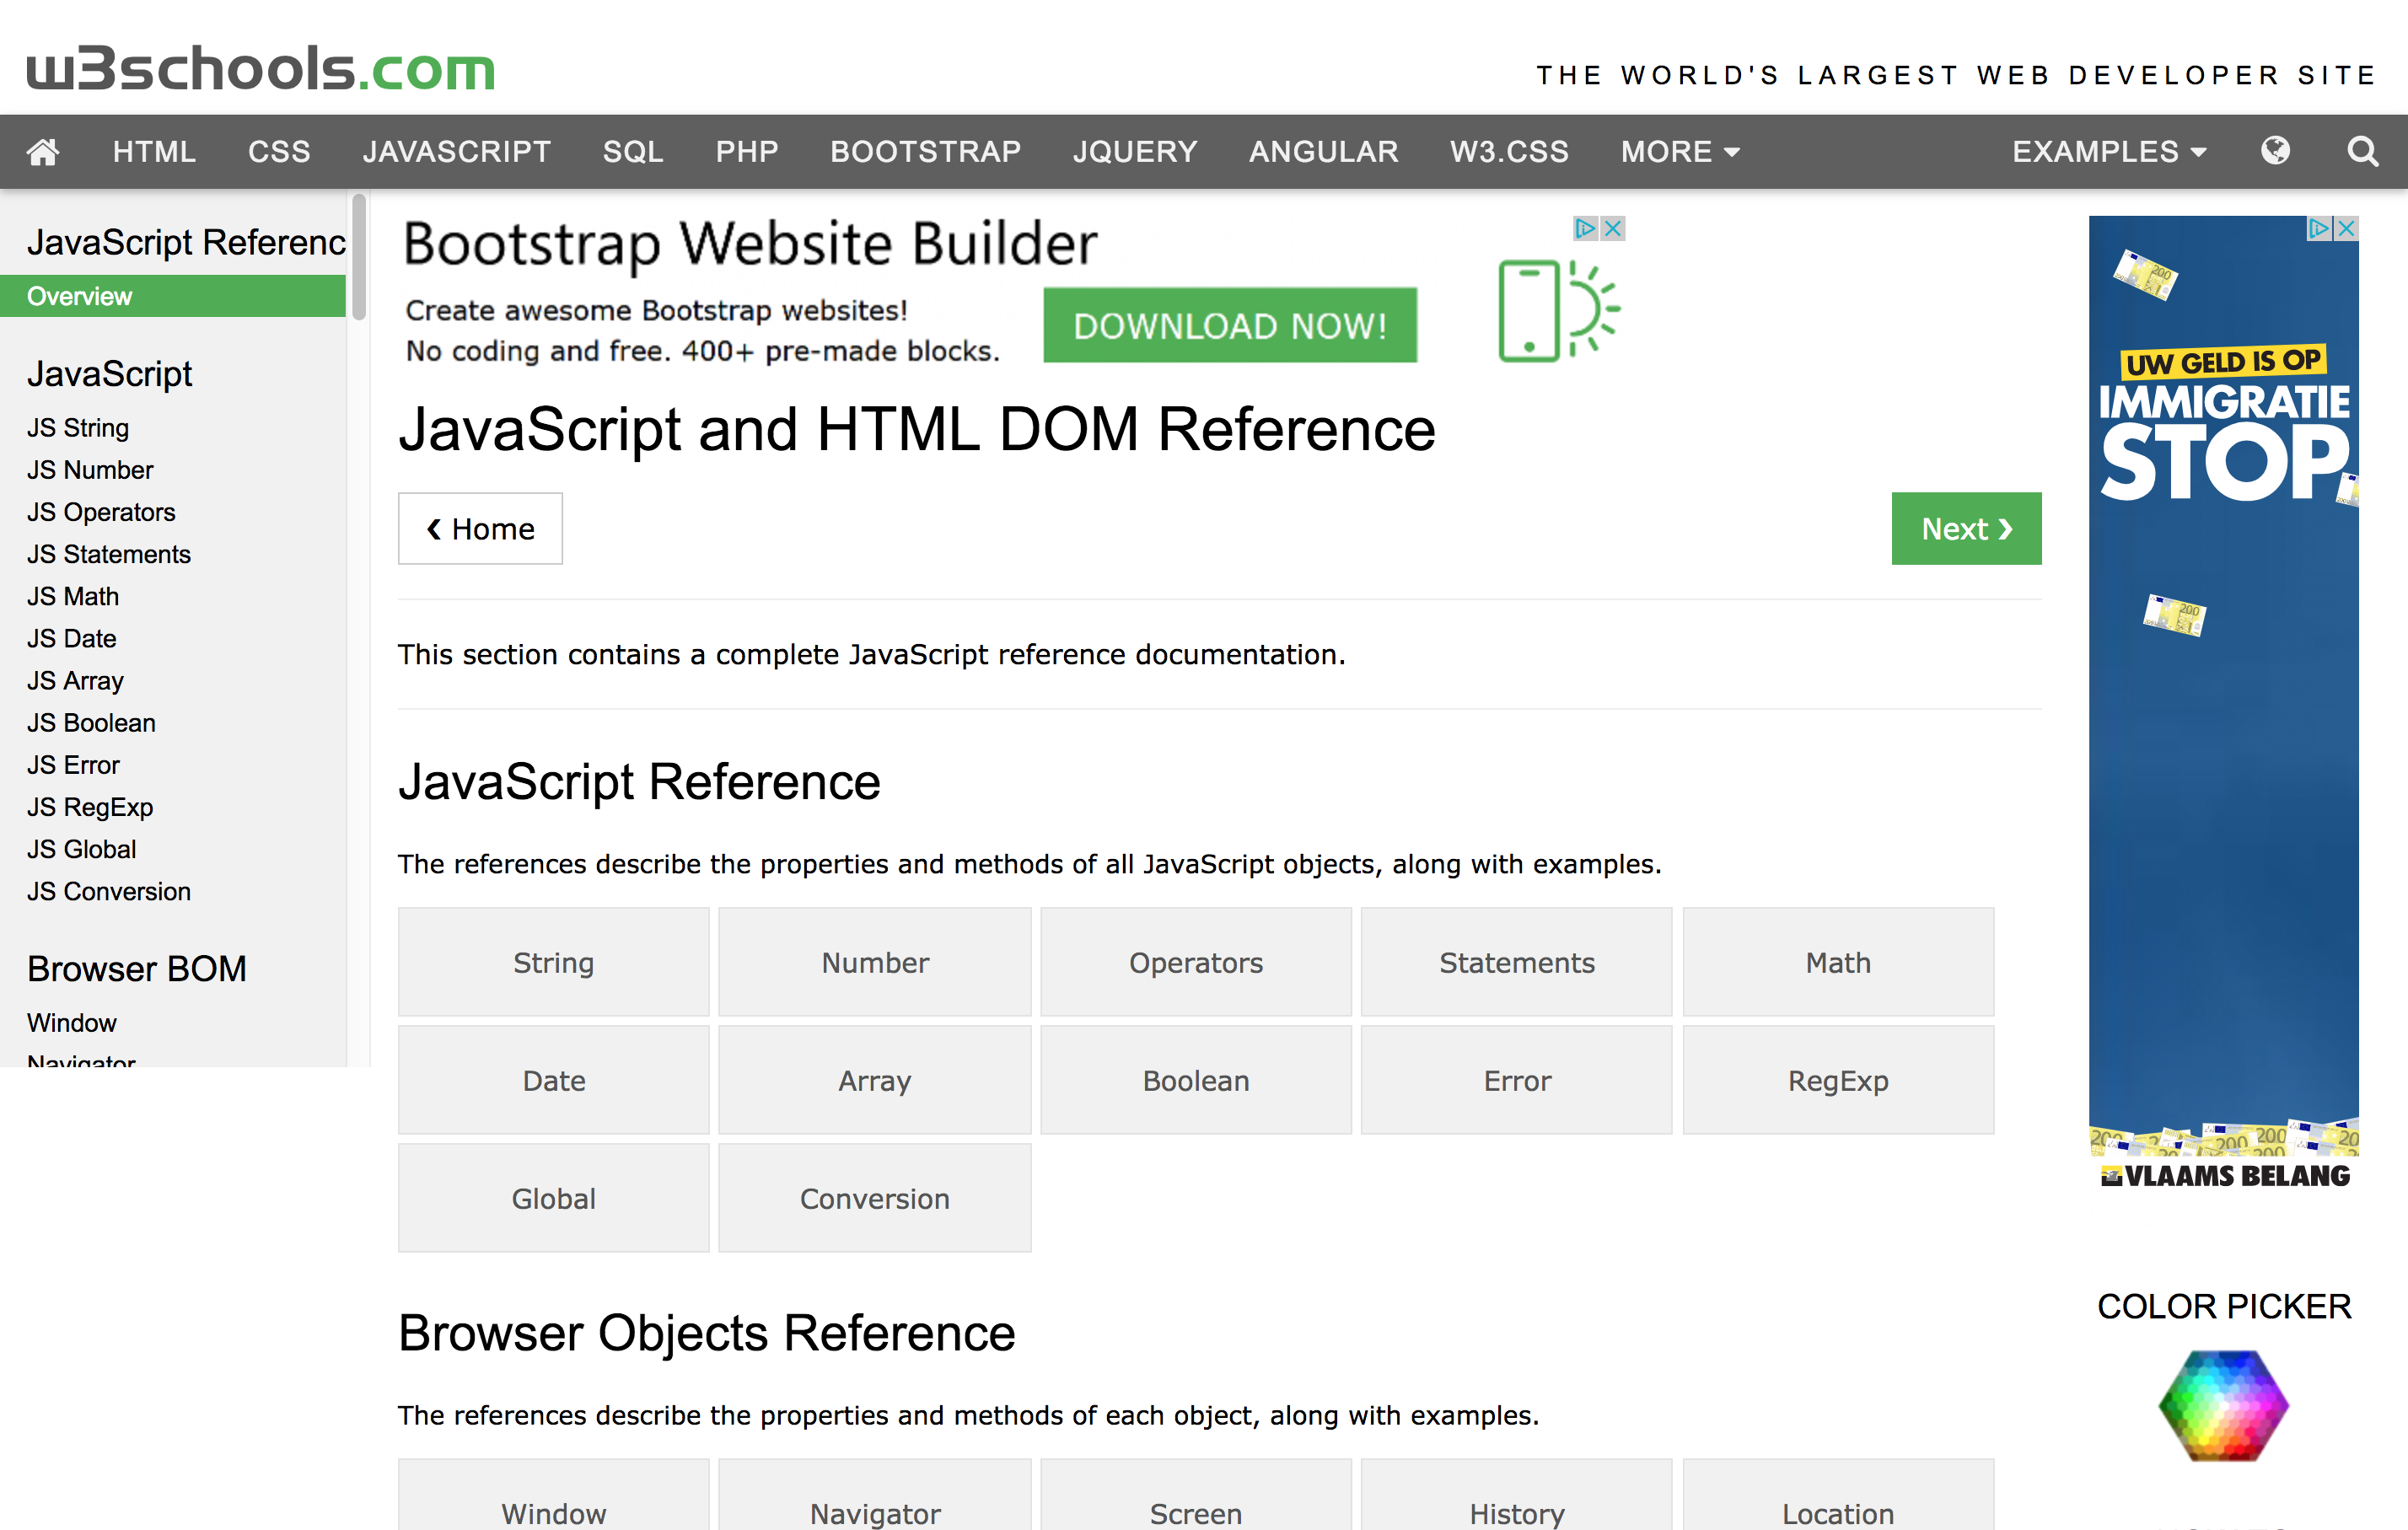 w3schools.com
THE WORLD'S LARGEST WEB DEVELOPER SITE
HTML CSS JAVASCRIPT SQL PHP BOOTSTRAP JQUERY ANGULAR W3.CSS MORE EXAMPLES
JavaScript Referenc
Overview
JavaScript
JS String
JS Number
JS Operators
JS Statements
JS Math
JS Date
JS Array
JS Boolean
JS Error
JS RegExp
JS Global
JS Conversion
Browser BOM
Window
Navigator
Bootstrap Website Builder
Create awesome Bootstrap websites!
No coding and free. 400+ pre-made blocks.
DOWNLOAD NOW!
JavaScript and HTML DOM Reference
❮ Home
Next ❯
This section contains a complete JavaScript reference documentation.
JavaScript Reference
The references describe the properties and methods of all JavaScript objects, along with examples.
String Number Operators Statements Math
Date Array Boolean Error RegExp
Global Conversion
Browser Objects Reference
The references describe the properties and methods of each object, along with examples.
Window Navigator Screen History Location
200
UW GELD IS OP
IMMIGRATIE
STOP
200
200 200
200
VLAAMS BELANG
COLOR PICKER